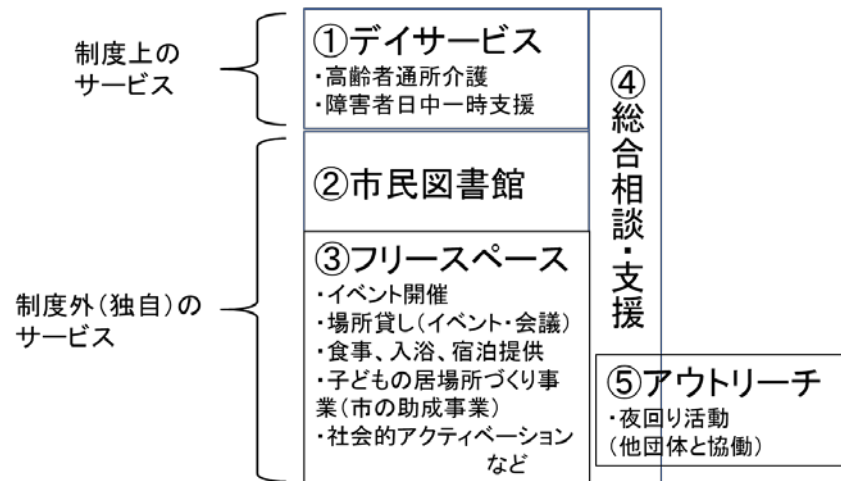 制度上の
サービス
①デイサービス
・高齢者通所介護
・障害者日中一時支援
②市民図書館
制度外(独自)の
サービス
③フリースペース
・イベント開催
・場所貸し(イベント・会議)
・食事、入浴、宿泊提供
・子どもの居場所づくり事
業(市の助成事業)
・社会的アクティベーション
など
④総合相談・支援
⑤アウトリーチ
・夜回り活動
(他団体と協働)